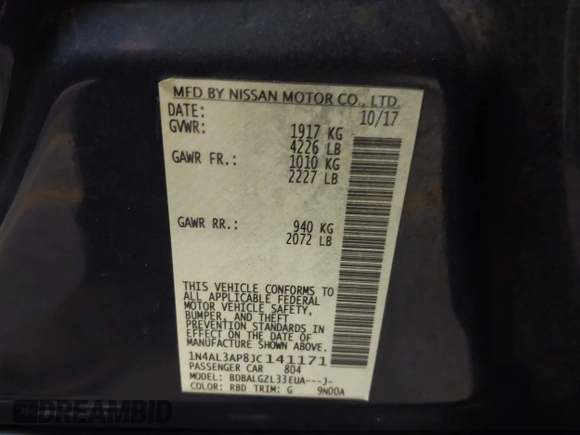 MFD BY NISSAN MOTOR CO., LTD.
DATE: 10/17
GVWR: 1917 KG
4226 LB
GAWR FR.: 1010 KG
2227 LB
GAWR RR.: 940 KG
2072 LB
THIS VEHICLE CONFORMS TO
ALL APPLICABLE FEDERAL
MOTOR VEHICLE SAFETY,
BUMPER, AND THEFT
PREVENTION STANDARDS
IN EFFECT ON THE DATE OF
MANUFACTURE SHOWN ABOVE.
1N4AL3AP8JC141171
PASSENGER CAR 804
MODEL: BDBALGZL33EUA---J-
COLOR: RBD TRIM: G 9N00A
DREAMBID